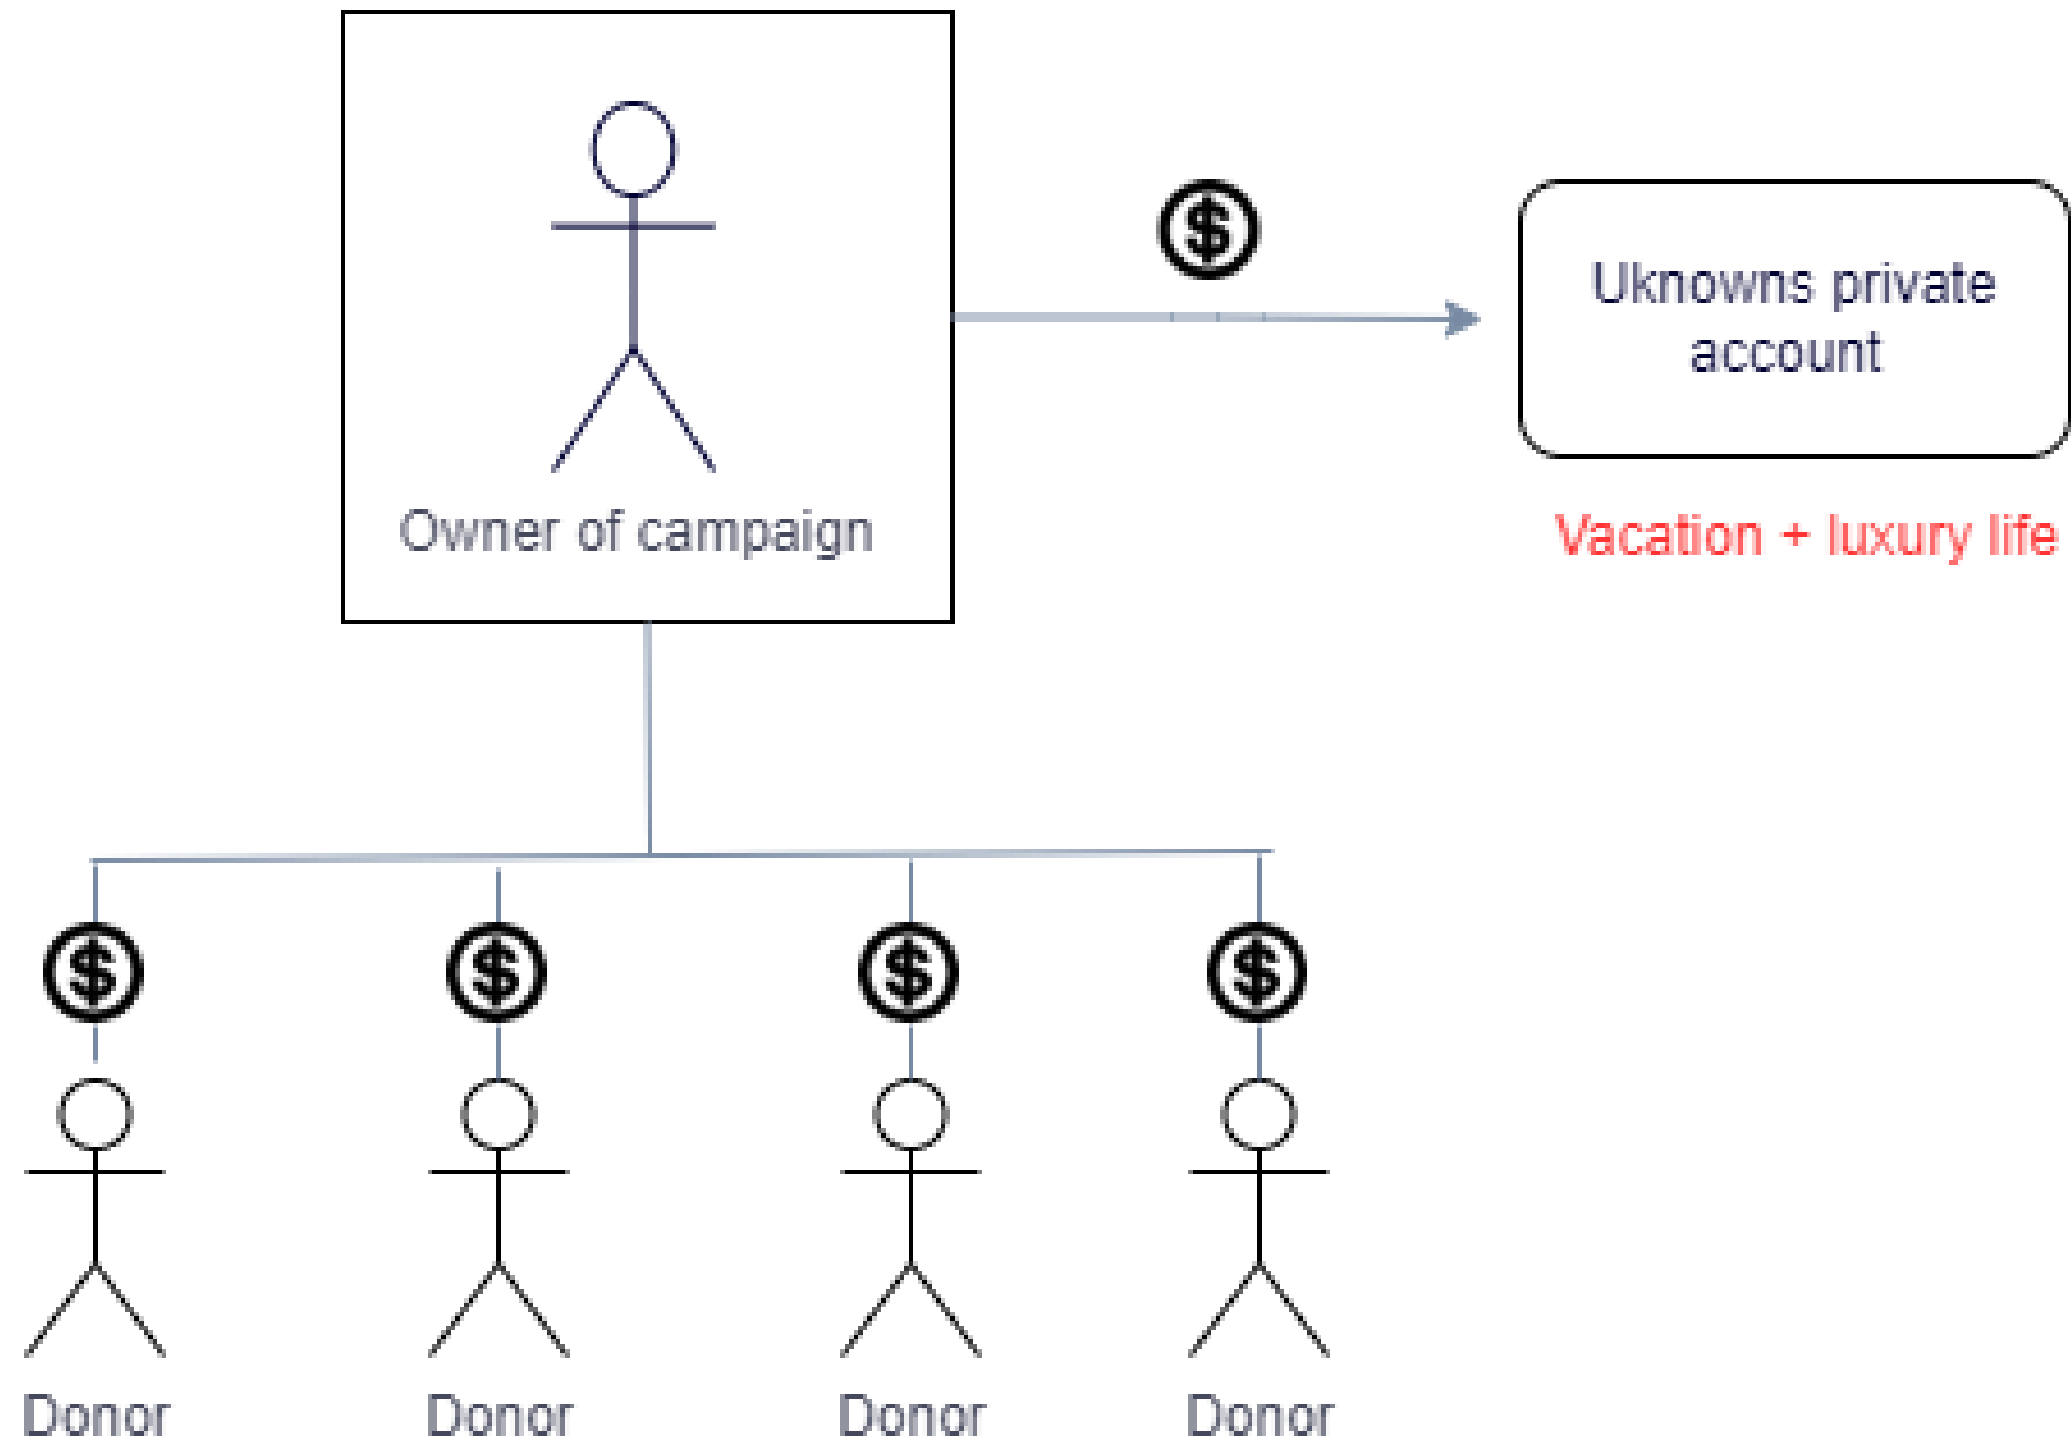 Owner of campaign
$
Uknowns private
account
Vacation + luxury life
$ $ $ $
Donor Donor Donor Donor